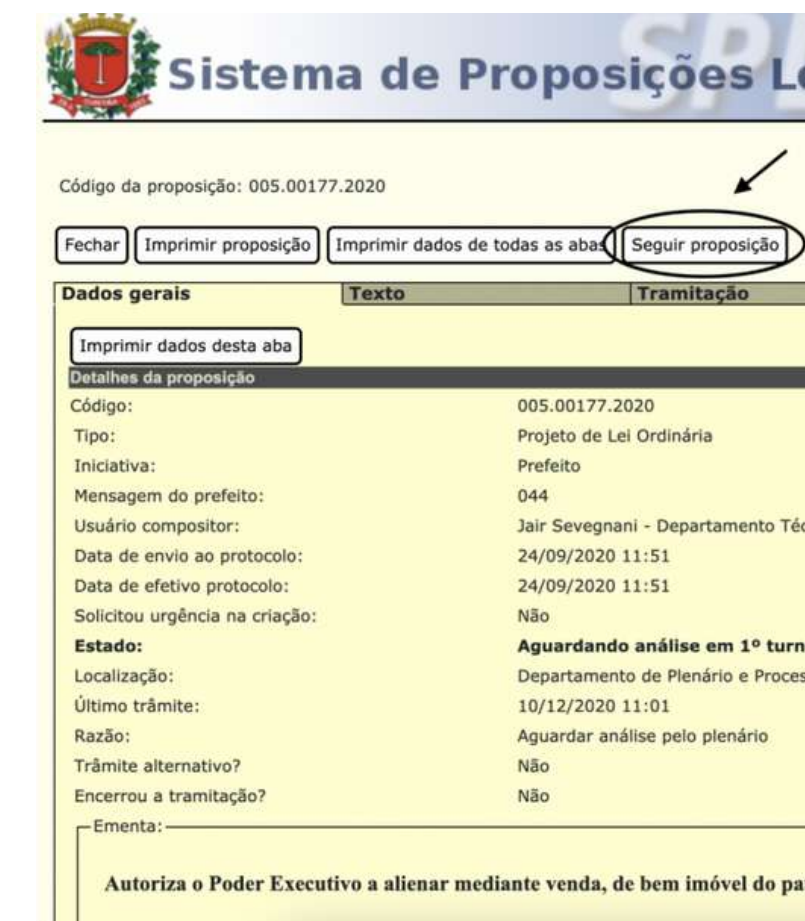 Sistema de Proposições
Código da proposição: 005.00177.2020
Fechar Imprimir proposição Imprimir dados de todas as abas Seguir proposição
Dados gerais Texto Tramitação
Imprimir dados desta aba
Detalhes da proposição
Código: 005.00177.2020
Tipo: Projeto de Lei Ordinária
Iniciativa: Prefeito
Mensagem do prefeito: 044
Usuário compositor: Jair Sevegnani - Departamento
Data de envio ao protocolo: 24/09/2020 11:51
Data de efetivo protocolo: 24/09/2020 11:51
Solicitou urgência na criação: Não
Estado: Aguardando análise em 1º
Localização: Departamento de Plenário e
Último trâmite: 10/12/2020 11:01
Razão: Aguardar análise pelo plenário
Trâmite alternativo? Não
Encerrou a tramitação? Não
Ementa:
Autoriza o Poder Executivo a alienar mediante venda, de bem imóvel do